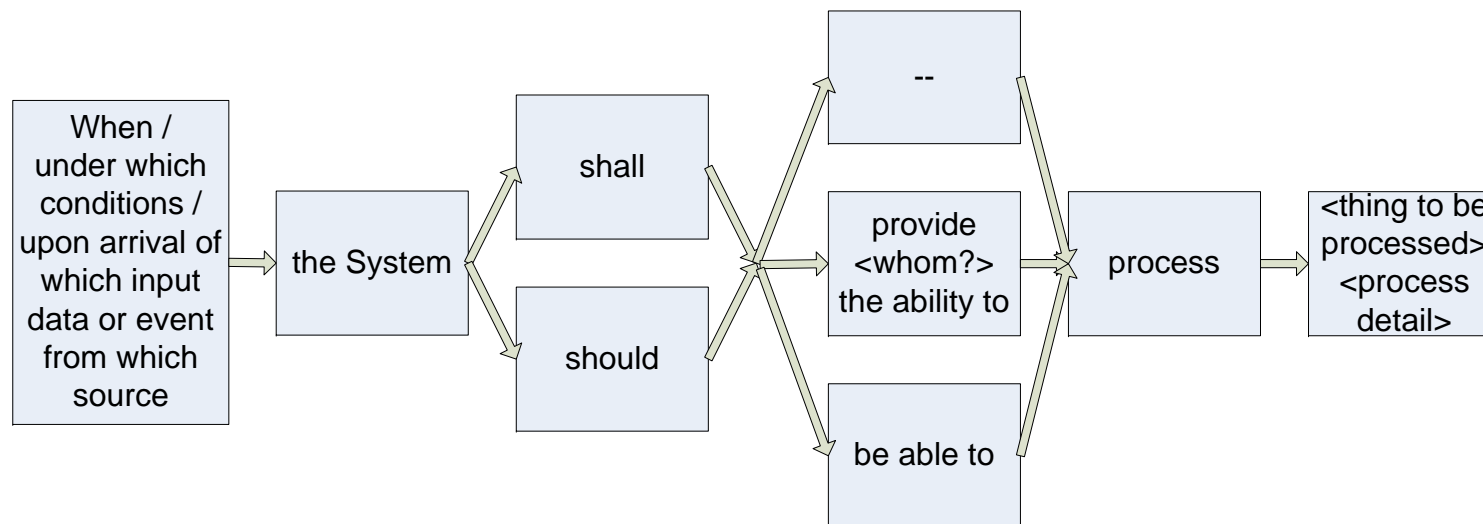 When /
under which
conditions /
upon arrival of
which input
data or event
from which
source
the System
shall
should
--
provide
<whom?>
the ability to
be able to
process
<thing to be
processed>
<process
detail>